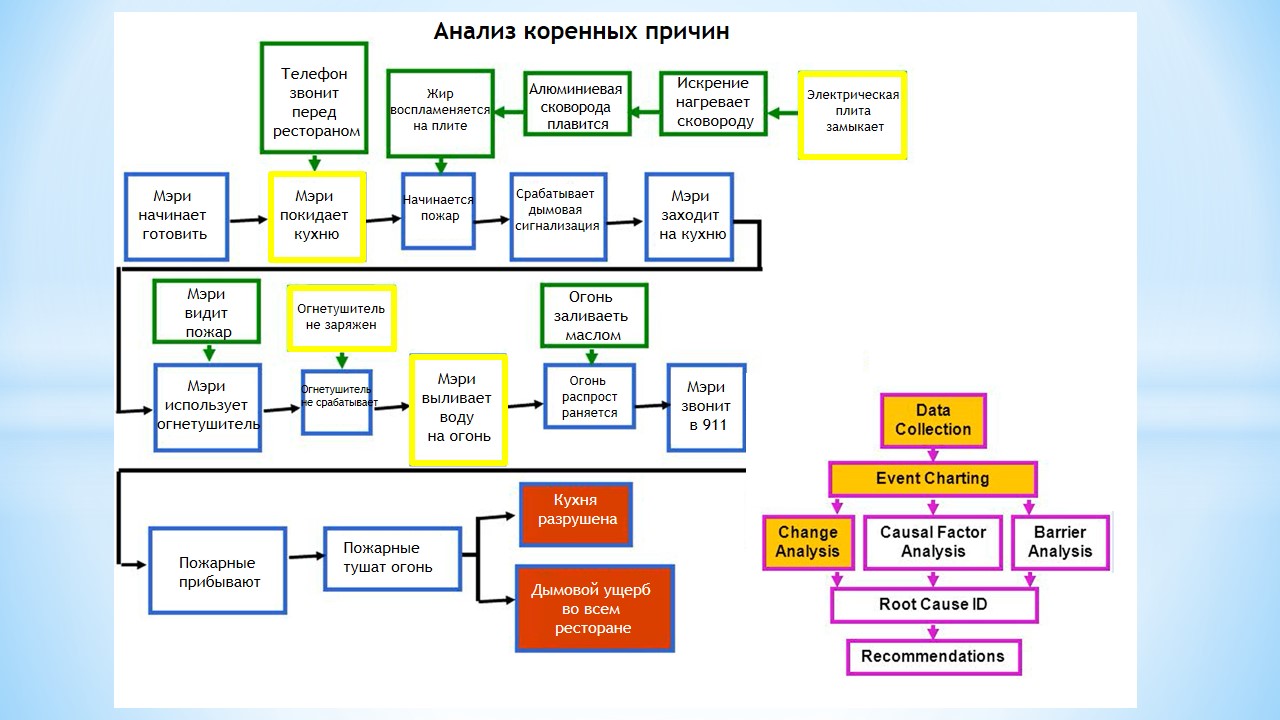 Анализ коренных причин
Телефон
звонит
перед
рестораном
Жир
воспламеняется
на плите
Алюминиевая
сковорода
плавится
Искрение
нагревает
сковороду
Электрическая
плита
замыкает
Мэри
начинает
готовить
Мэри
покидает
кухню
Начинается
пожар
Срабатывает
дымовая
сигнализация
Мэри
заходит
на кухню
Мэри
видит
пожар
Огнетушитель
не заряжен
Огонь
заливаеть
маслом
Мэри
использует
огнетушитель
Огнетушитель
не срабатывает
Мэри
выливает
воду
на огонь
Огонь
распрост
раняется
Мэри
звонит
в 911
Пожарные
прибывают
Пожарные
тушат огонь
Кухня
разрушена
Дымовой ущерб
во всем
ресторане
Data
Collection
Event Charting
Change
Analysis
Causal Factor
Analysis
Barrier
Analysis
Root Cause ID
Recommendations